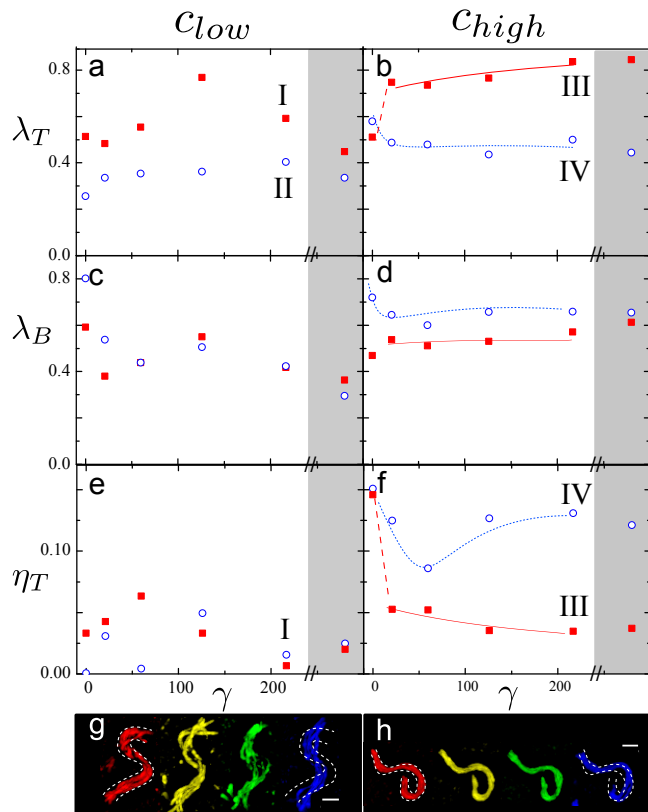 c_low c_high
a b
0.8
I III
λ_T
0.4
II IV
0.0
c d
0.8
λ_B
0.4
0.0
e f
IV
0.10
η_T
I III
0.00
0 100 200 0 100 200
γ γ
g h